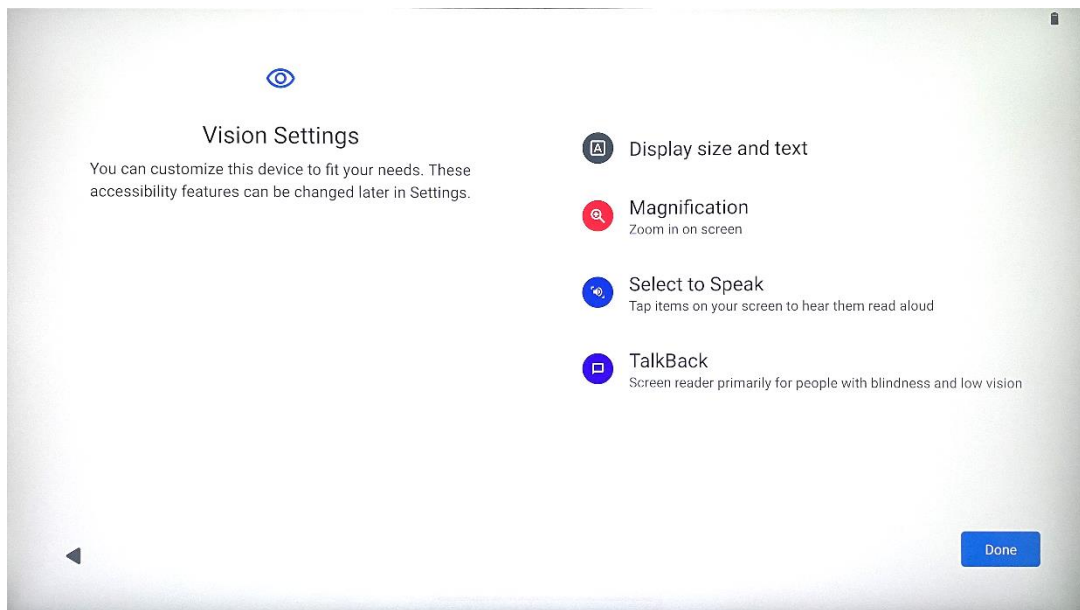 Vision Settings
You can customize this device to fit your needs. These
accessibility features can be changed later in Settings.
Display size and text
Magnification
Zoom in on screen
Select to Speak
Tap items on your screen to hear them read aloud
TalkBack
Screen reader primarily for people with blindness and low vision
Done